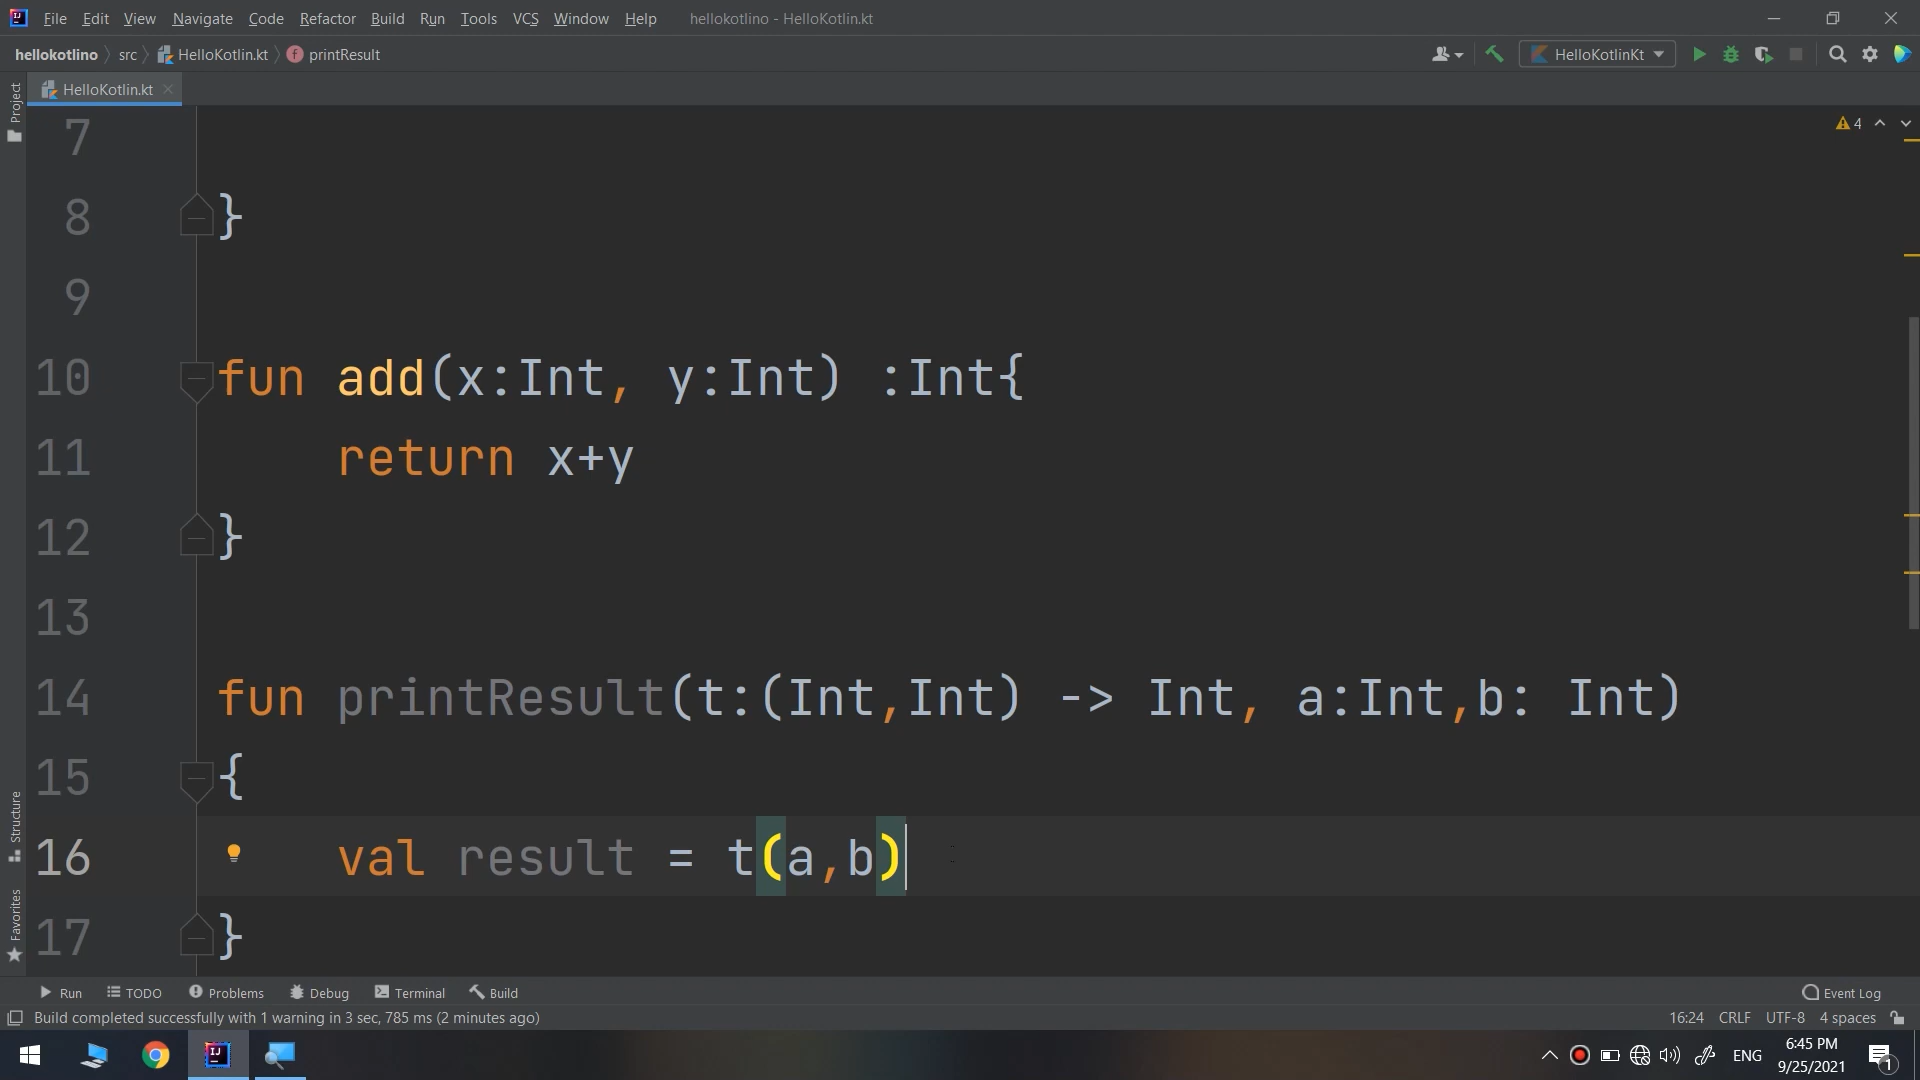 File Edit View Navigate Code Refactor Build Run Tools VCS Window Help hellokotlino - HelloKotlin.kt
hellokotlino src HelloKotlin.kt f printResult HelloKotlinKt
HelloKotlin.kt
Project
4
7
8 }
9
10 fun add(x:Int, y:Int) :Int{
11 return x+y
12 }
13
14 fun printResult(t:(Int,Int) -> Int, a:Int,b: Int)
15 {
16 val result = t(a,b)
17 }
Structure
Favorites
Run TODO Problems Debug Terminal Build Event Log
Build completed successfully with 1 warning in 3 sec, 785 ms (2 minutes ago) 16:24 CRLF UTF-8 4 spaces
IJ ENG 6:45 PM
9/25/2021 1